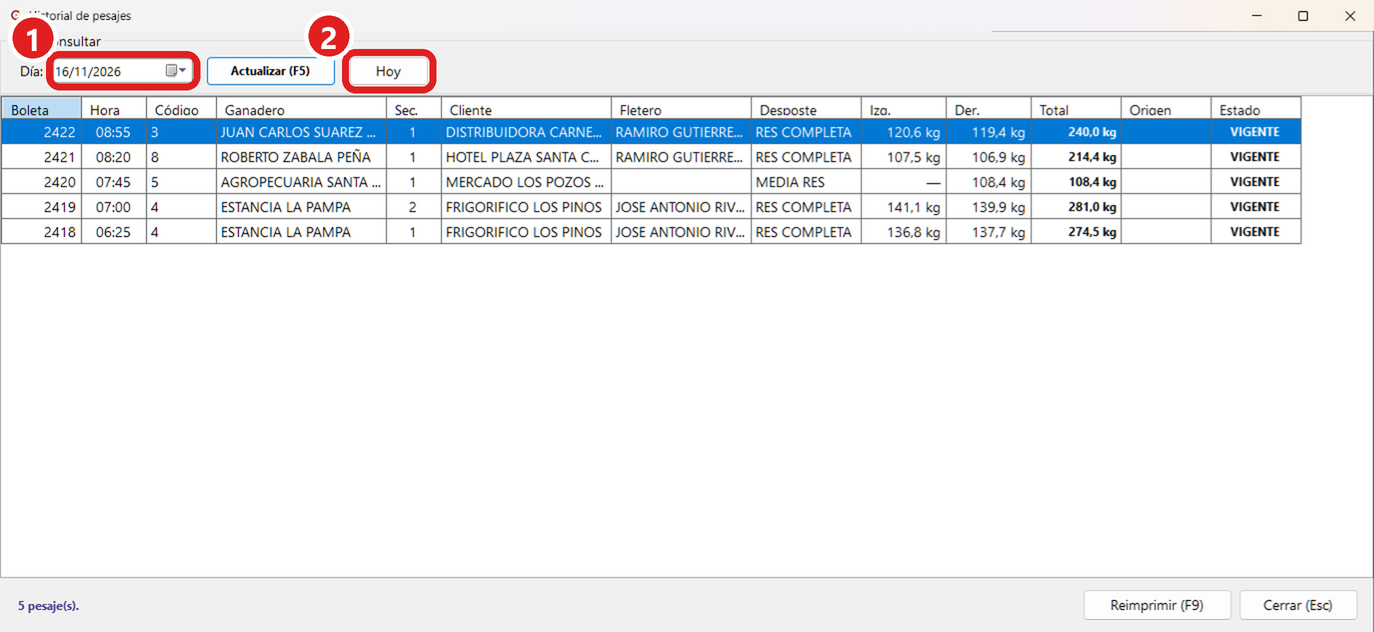 Historial de pesajes
1
2
Día: 16/11/2026 Actualizar (F5) Hoy
Boleta Hora Código Ganadero Sec. Cliente Fletero Desposte Izq. Der. Total Origen Estado
2422 08:55 3 JUAN CARLOS SUAREZ ... 1 DISTRIBUIDORA CARNE... RAMIRO GUTIERRE... RES COMPLETA 120,6 kg 119,4 kg 240,0 kg VIGENTE
2421 08:20 8 ROBERTO ZABALA PEÑA 1 HOTEL PLAZA SANTA C... RAMIRO GUTIERRE... RES COMPLETA 107,5 kg 106,9 kg 214,4 kg VIGENTE
2420 07:45 5 AGROPECUARIA SANTA ... 1 MERCADO LOS POZOS ... MEDIA RES — 108,4 kg 108,4 kg VIGENTE
2419 07:00 4 ESTANCIA LA PAMPA 2 FRIGORIFICO LOS PINOS JOSE ANTONIO RIV... RES COMPLETA 141,1 kg 139,9 kg 281,0 kg VIGENTE
2418 06:25 4 ESTANCIA LA PAMPA 1 FRIGORIFICO LOS PINOS JOSE ANTONIO RIV... RES COMPLETA 136,8 kg 137,7 kg 274,5 kg VIGENTE
5 pesaje(s). Reimprimir (F9) Cerrar (Esc)